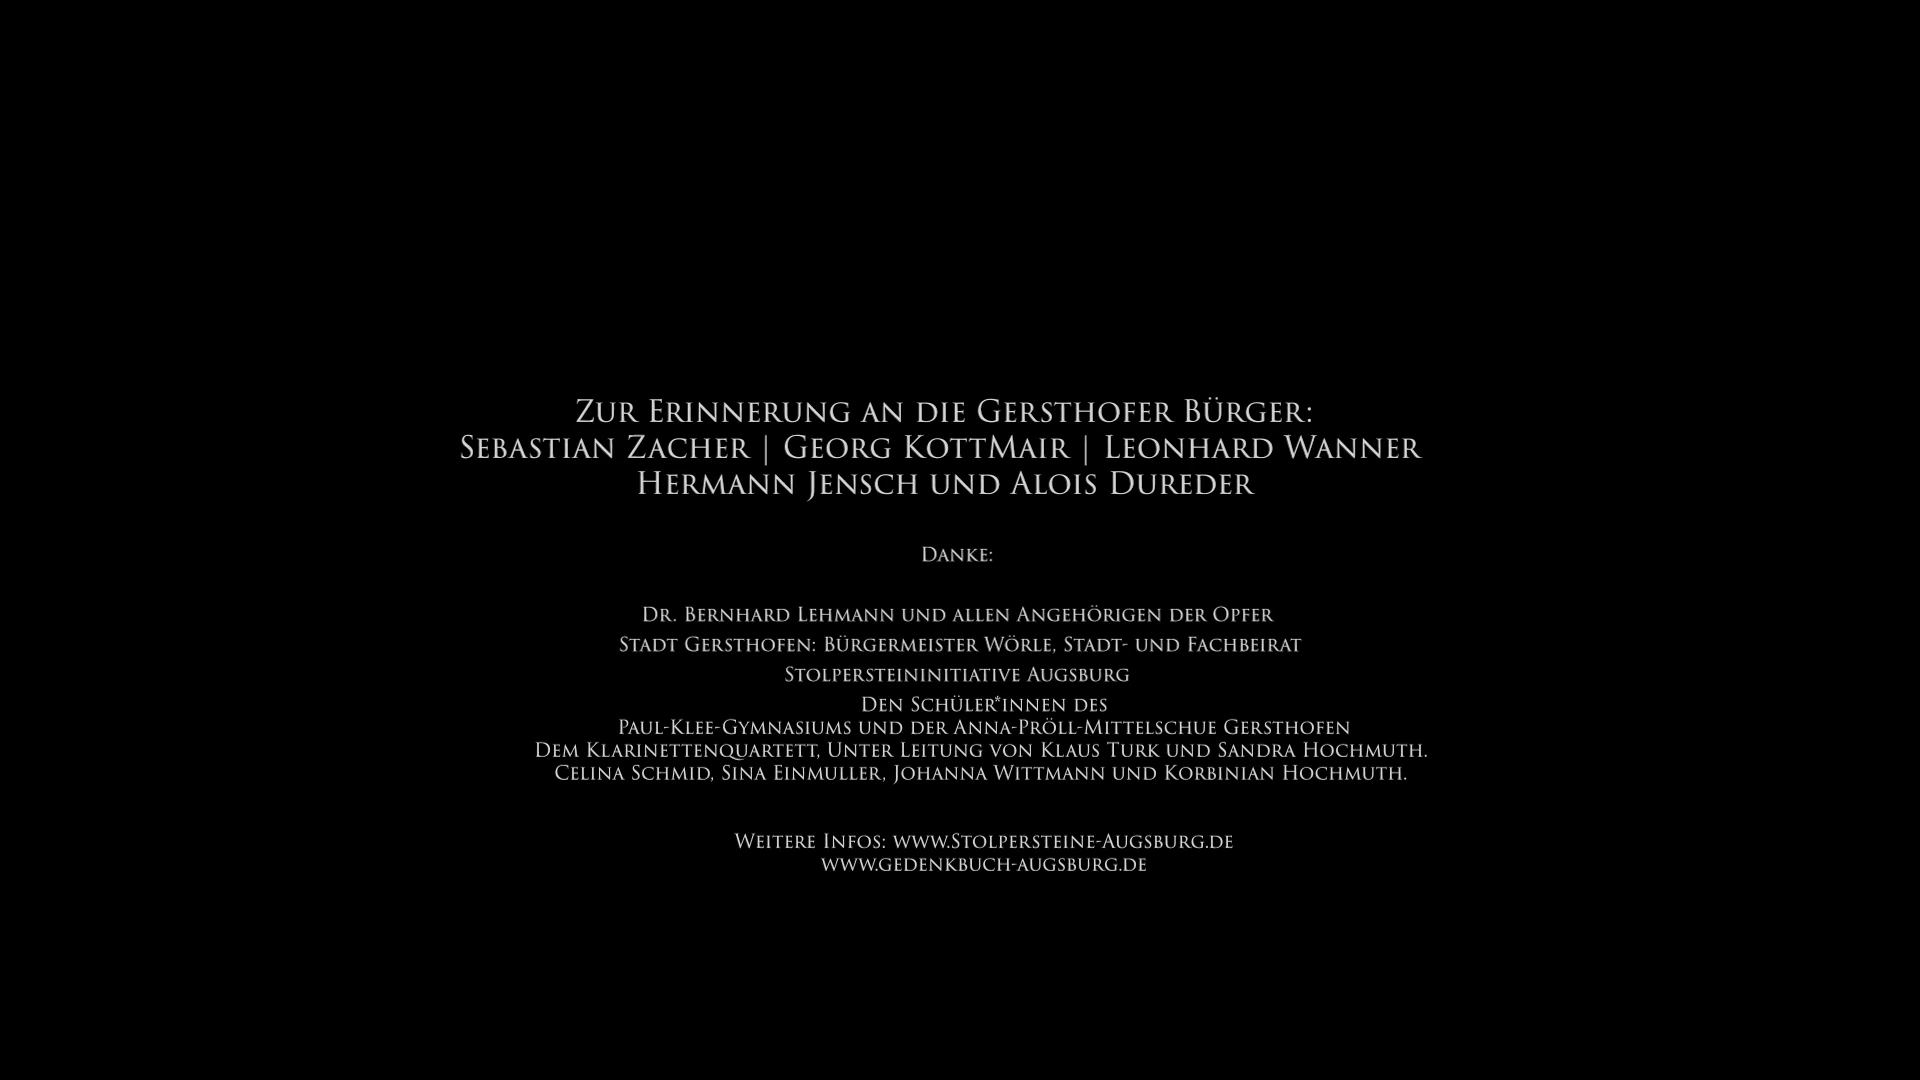 Zur Erinnerung an die Gersthofer Bürger:
Sebastian Zacher | Georg KottMair | Leonhard Wanner
Hermann Jensch und Alois Dureder
Danke:
Dr. Bernhard Lehmann und allen Angehörigen der Opfer
Stadt Gersthofen: Bürgermeister Wörle, Stadt- und Fachbeirat
Stolpersteininitiative Augsburg
Den Schüler*innen des
Paul-Klee-Gymnasiums und der Anna-Pröll-Mittelschue Gersthofen
Dem Klarinettenquartett, Unter Leitung von Klaus Turk und Sandra Hochmuth.
Celina Schmid, Sina Einmuller, Johanna Wittmann und Korbinian Hochmuth.
Weitere Infos: www.Stolpersteine-Augsburg.de
www.gedenkbuch-augsburg.de